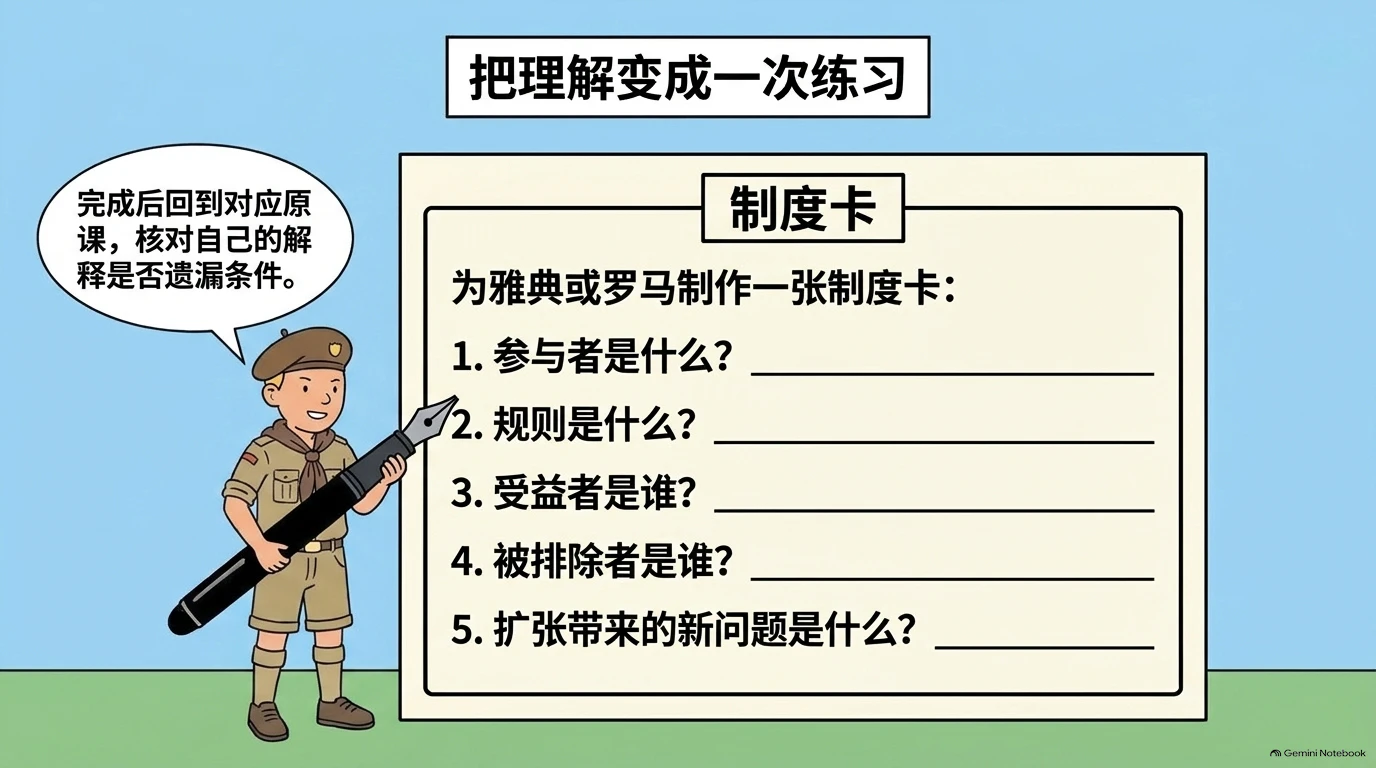 把理解变成一次练习
完成后回到对应原
课，核对自己的解
释是否遗漏条件。
制度卡
为雅典或罗马制作一张制度卡：
1. 参与者是什么？
2. 规则是什么？
3. 受益者是谁？
4. 被排除者是谁？
5. 扩张带来的新问题是什么？
Gemini Notebook